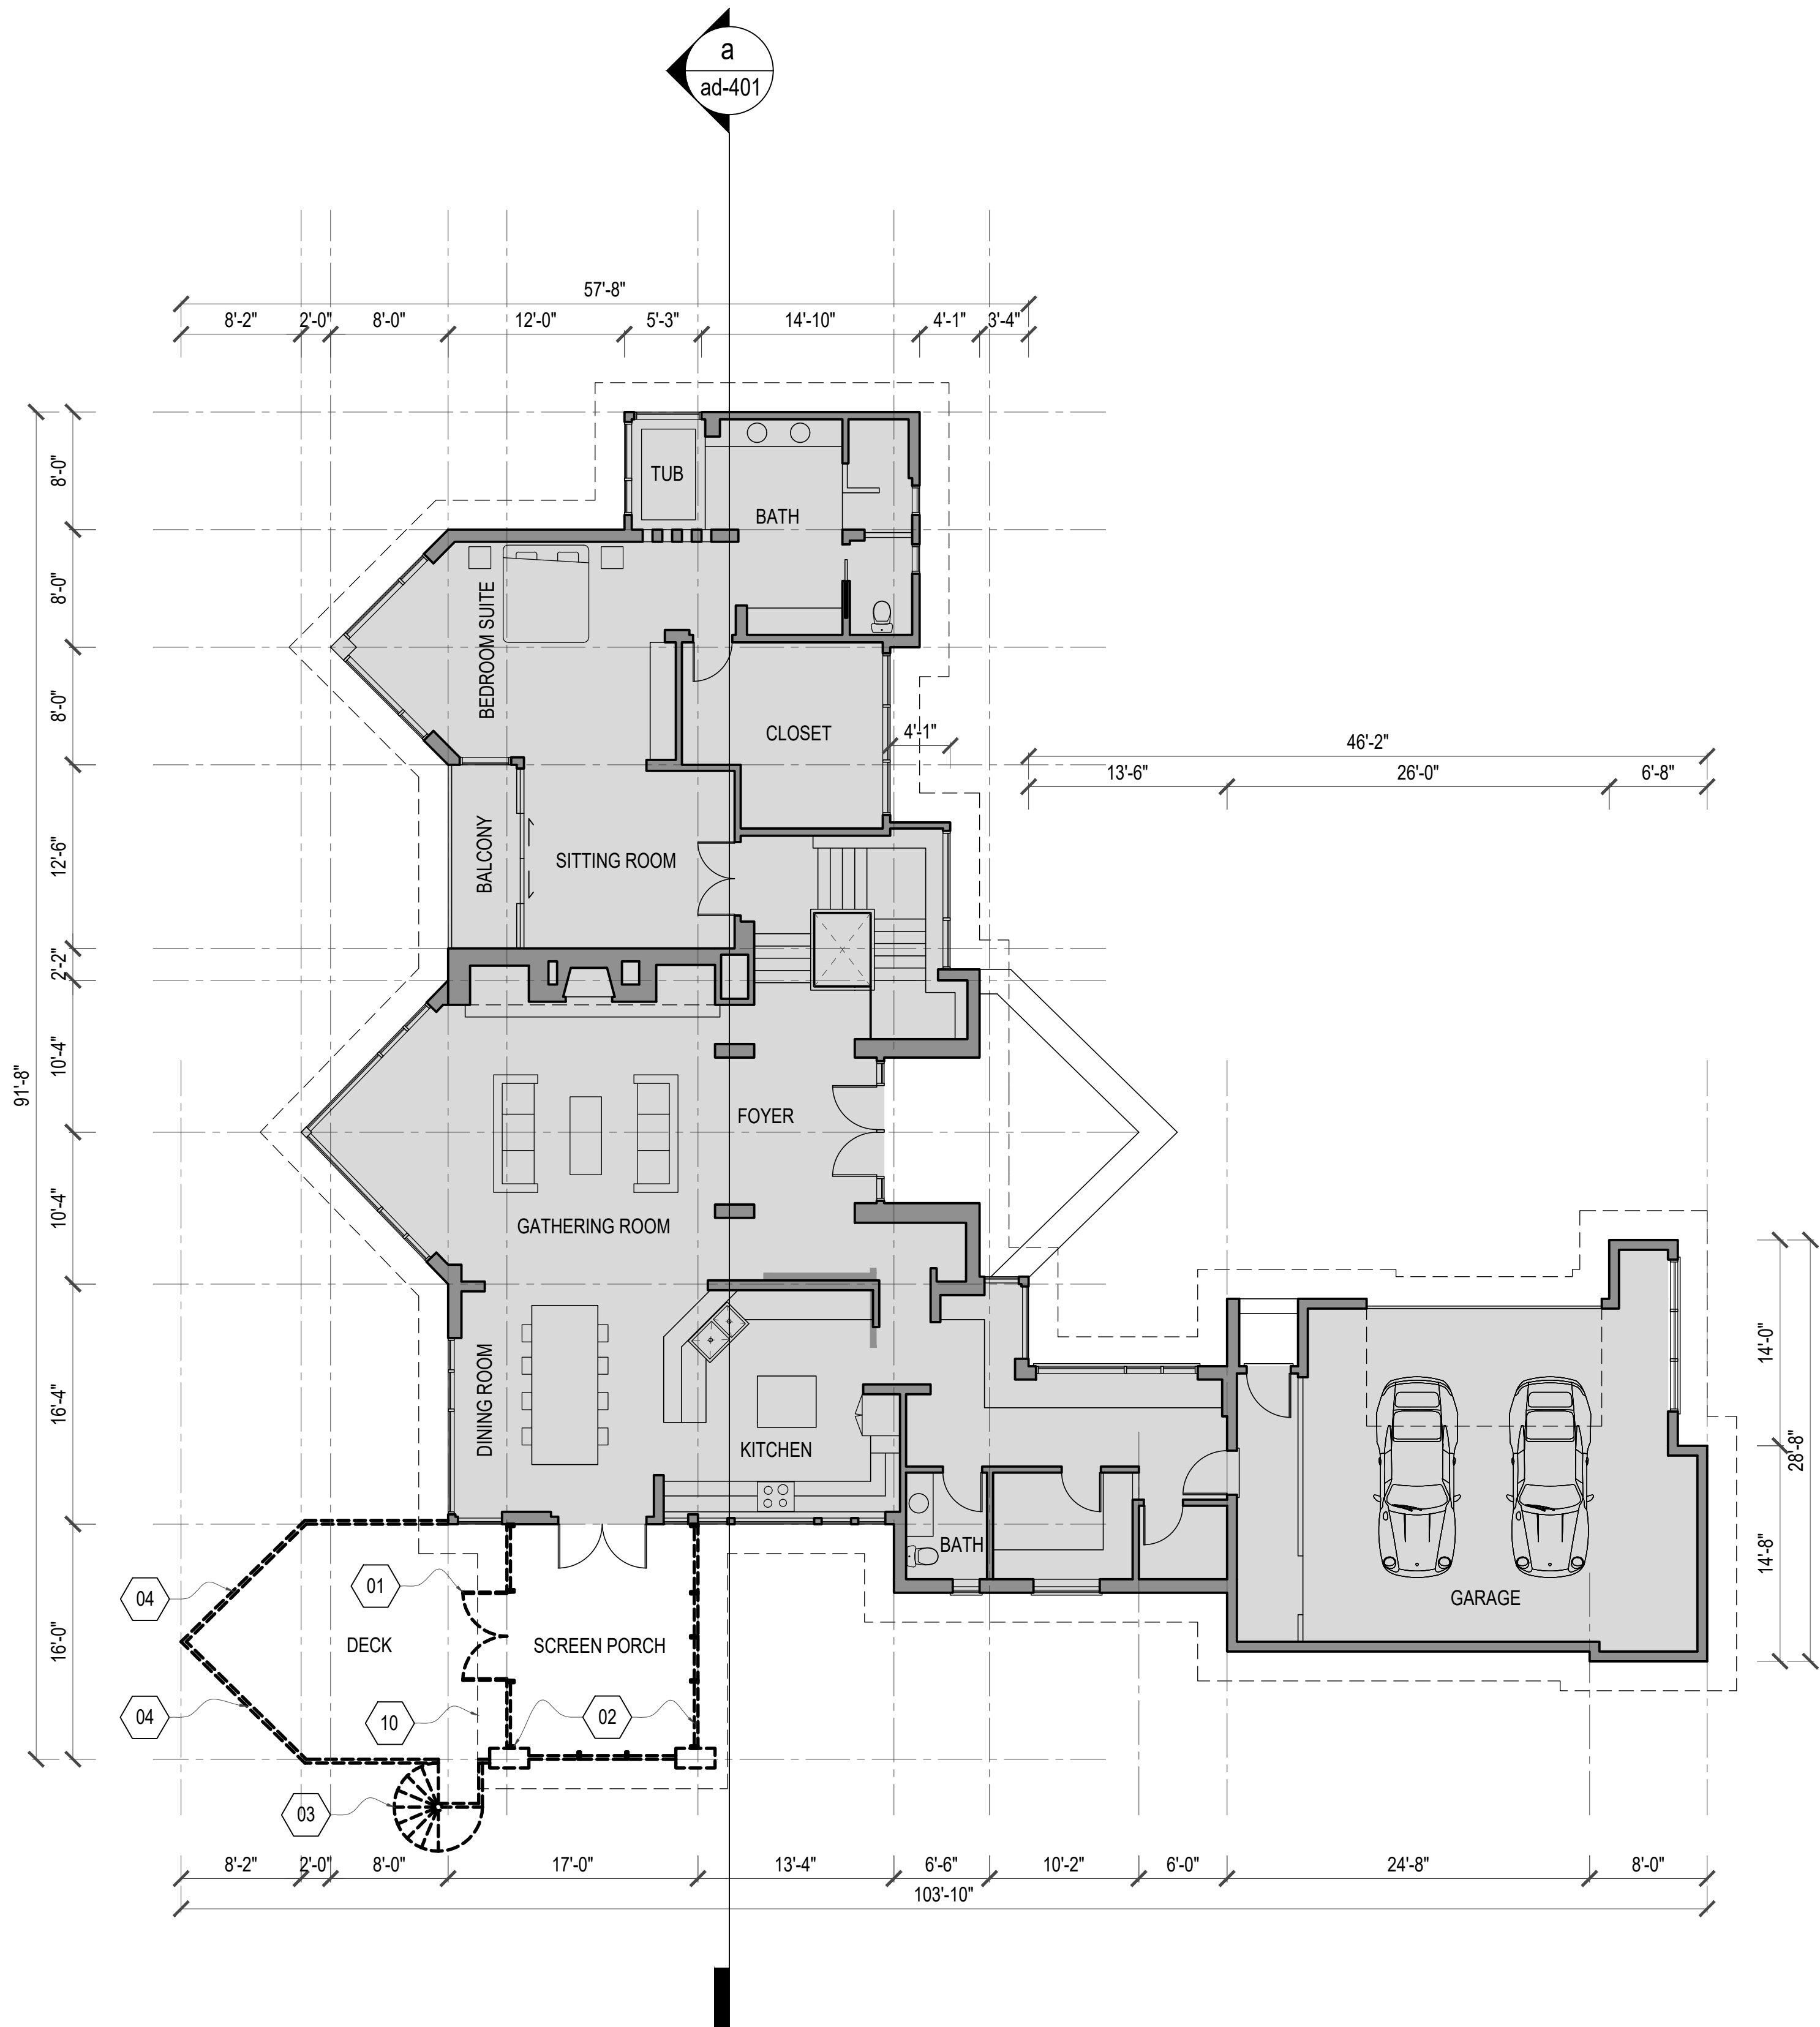 a
ad-401
57'-8"
8'-2" 2'-0" 8'-0" 12'-0" 5'-3" 14'-10" 4'-1" 3'-4"
8'-0"
TUB
BATH
8'-0"
BEDROOM SUITE
8'-0"
CLOSET
4'-1"
46'-2"
13'-6" 26'-0" 6'-8"
12'-6"
BALCONY
SITTING ROOM
2'-2"
91'-8"
10'-4"
FOYER
10'-4"
GATHERING ROOM
14'-0"
16'-4"
DINING ROOM
KITCHEN
28'-8"
BATH
14'-8"
GARAGE
01
04
16'-0"
DECK
SCREEN PORCH
04
10
02
03
8'-2" 2'-0" 8'-0" 17'-0" 13'-4" 6'-6" 10'-2" 6'-0" 24'-8" 8'-0"
103'-10"